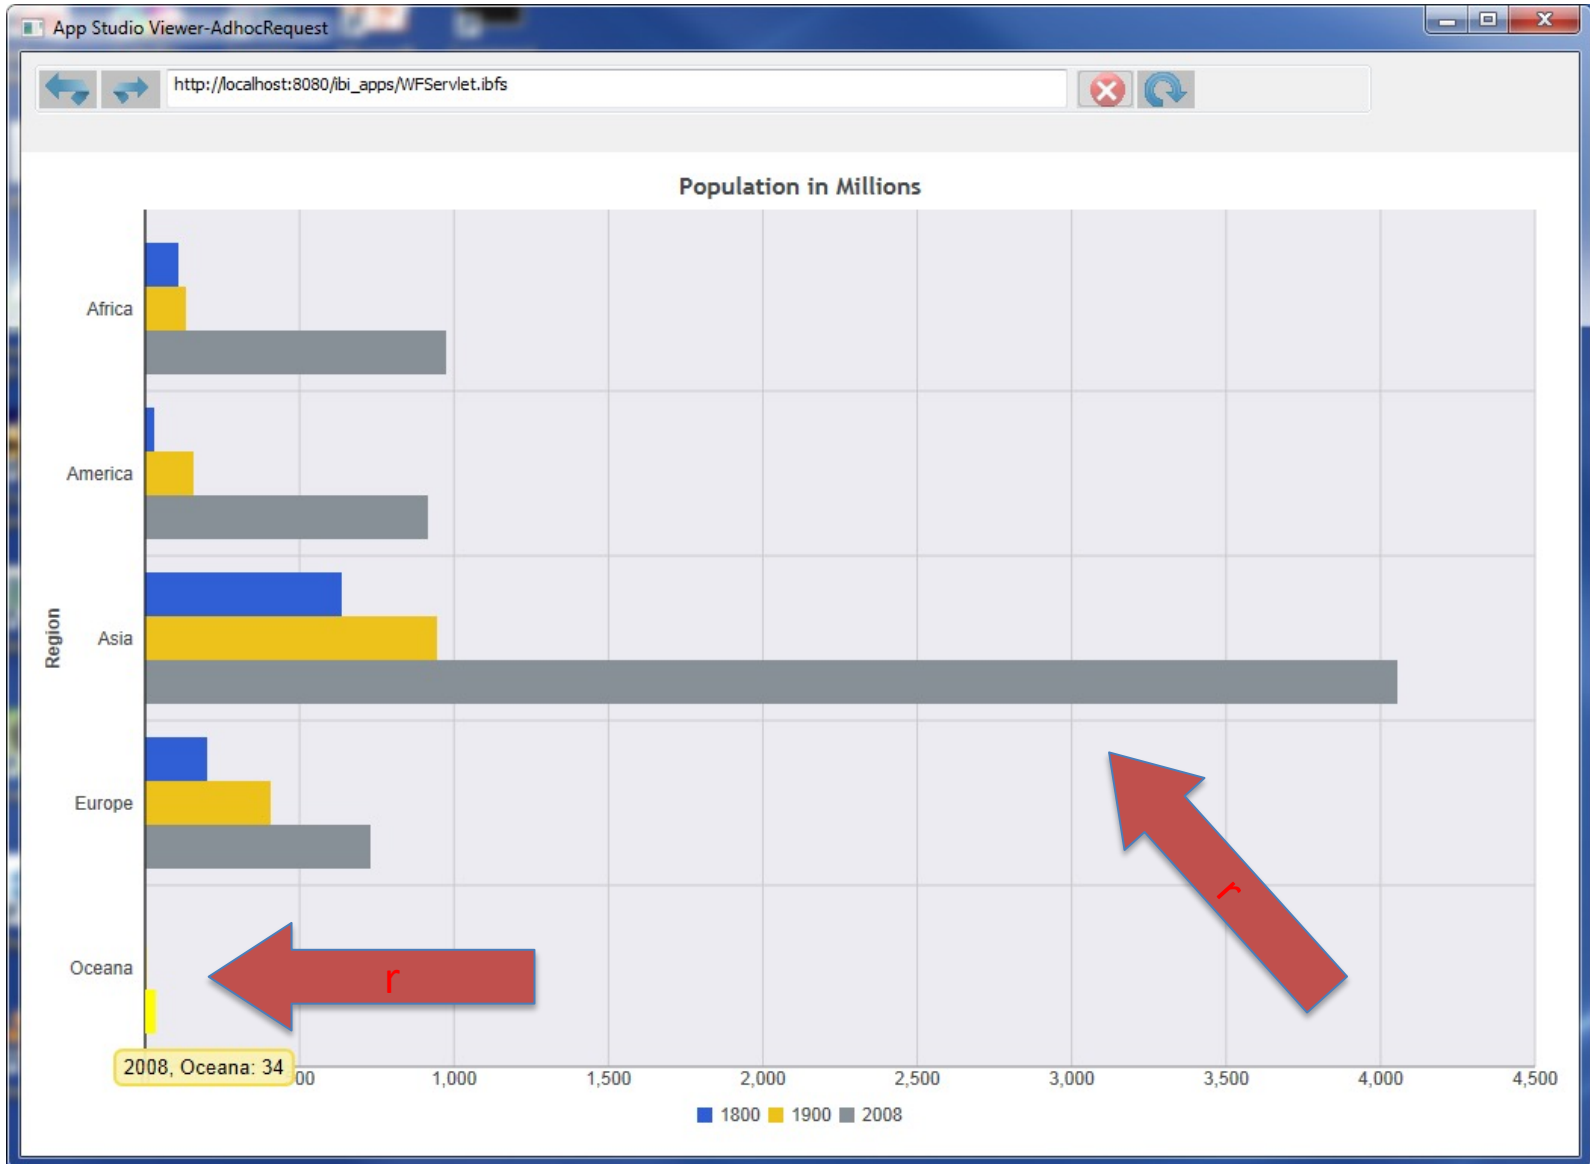 App Studio Viewer-AdhocRequest
http://localhost:8080/ibi_apps/WFServlet.ibfs
Population in Millions
Region
Africa
America
Asia
Europe
Oceana
r
r
2008, Oceana: 34
00 1,000 1,500 2,000 2,500 3,000 3,500 4,000 4,500
1800 1900 2008